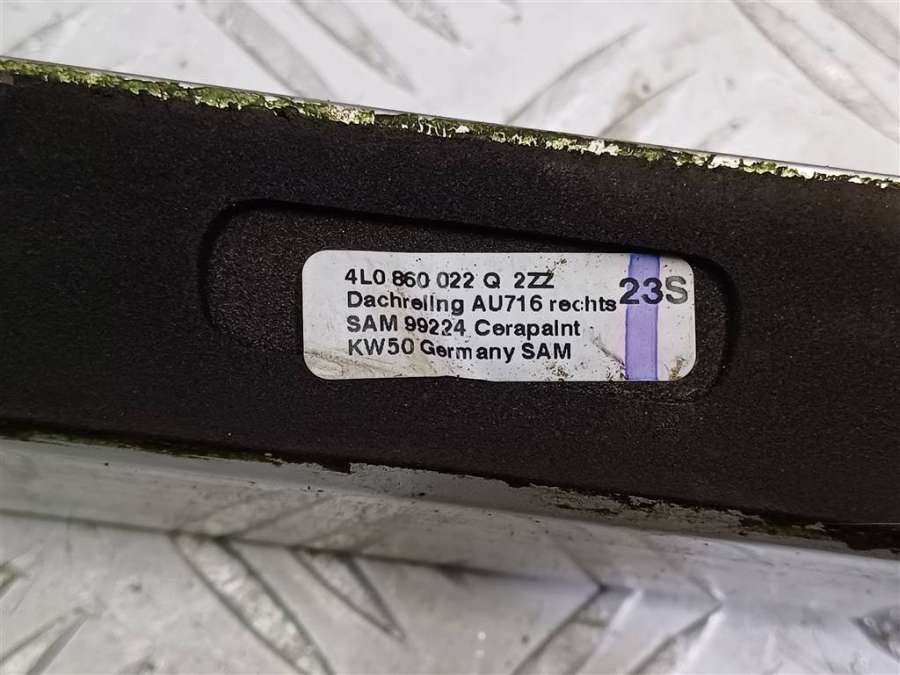 4L0 860 022 Q 2ZZ
Dachreling AU716 rechts 23S
SAM 99224 Cerapaint
KW50 Germany SAM